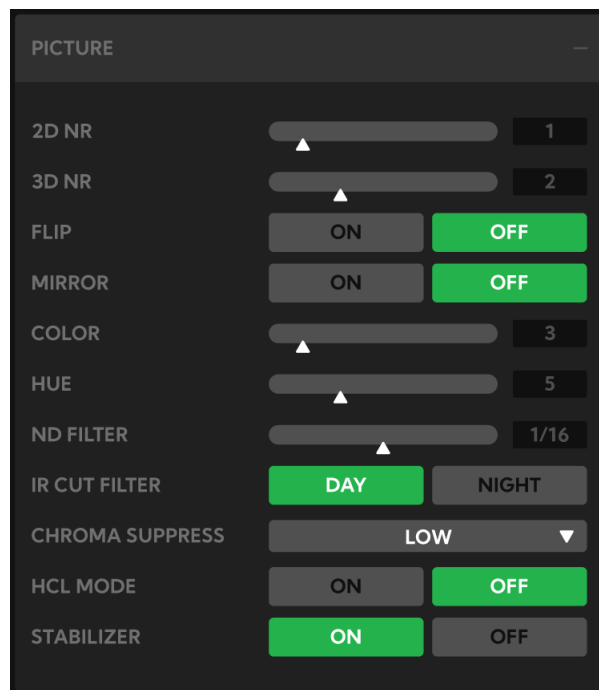 PICTURE
2D NR 1
3D NR 2
FLIP ON OFF
MIRROR ON OFF
COLOR 3
HUE 5
ND FILTER 1/16
IR CUT FILTER DAY NIGHT
CHROMA SUPPRESS LOW
HCL MODE ON OFF
STABILIZER ON OFF